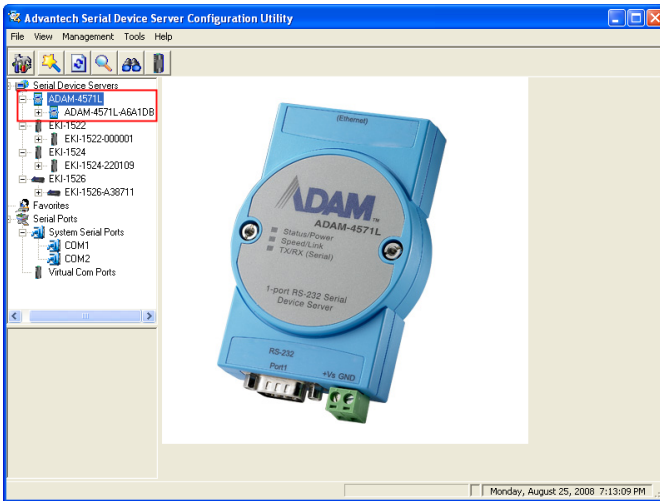 Advantech Serial Device Server Configuration Utility
File View Management Tools Help
Serial Device Servers
ADAM-4571L
ADAM-4571L-A6A1DB
EKI-1522
EKI-1522-000001
EKI-1524
EKI-1524-220109
EKI-1526
EKI-1526-A38711
Favorites
Serial Ports
System Serial Ports
COM1
COM2
Virtual Com Ports
(Ethernet)
ADAM™
ADAM-4571L
Status/Power
Speed/Link
TX/RX (Serial)
1-port RS-232 Serial
Device Server
RS-232
Port1
+Vs GND
Monday, August 25, 2008 7:13:09 PM